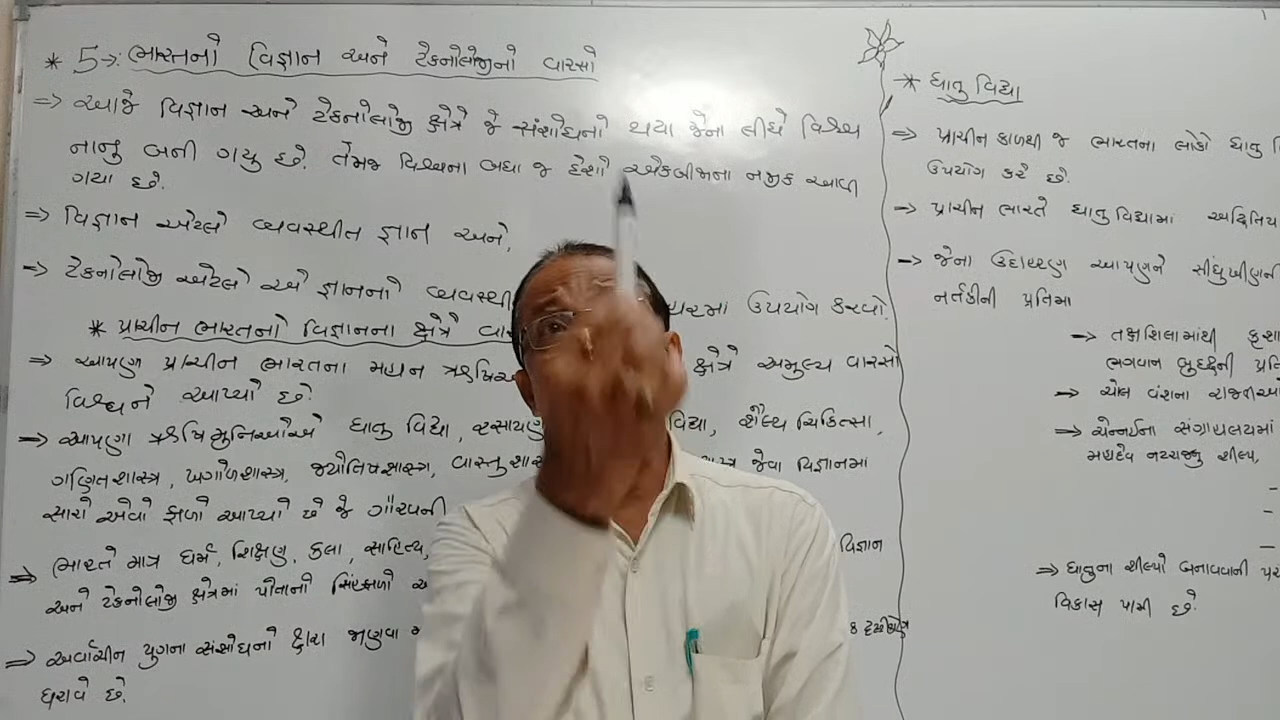 * 5→: ભારતનો વિજ્ઞાન અને ટેકનોલોજીનો વારસો
⇒ આજે વિજ્ઞાન અને ટેકનોલોજી ક્ષેત્રે જે સંશોધનો થયા જેના લીધે વિશ્વ
નાનુ બની ગયુ છે. તેમજ વિશ્વના બધા જ દેશો એકબીજાના નજીક આવી
ગયા છે.
⇒ વિજ્ઞાન એટલે વ્યવસ્થીત જ્ઞાન અને,
⇒ ટેકનોલોજી એટલે એ જ્ઞાનનો વ્યવસ્થી ઉપયોગ કરવો.
* પ્રાચીન ભારતનો વિજ્ઞાનના ક્ષેત્રે વાર
⇒ આપણા પ્રાચીન ભારતના મહાન ક્ષેત્રે અમુલ્ય વારસો
વિશ્વને આપ્યો છે.
⇒ આપણા ઋષિમુનિઓએ ધાતુ વિદ્યા, રસાયણ વિદ્યા, શૈલ્ય ચિકિત્સા,
ગણિતશાસ્ત્ર, ખગોળશાસ્ત્ર, જ્યોતિષશાસ્ત્ર, વાસ્તુશાસ જેવા વિજ્ઞાનમાં
સારો એવો ફાળો આપ્યો છે જે ગૌરવની
⇒ ભારતે માત્ર ધર્મ, શિક્ષણ, કલા, સાહિત્ય, વિજ્ઞાન
અને ટેકનોલોજી ક્ષેત્રમાં પોતાનો
⇒ અર્વાચીન યુગના સંસોધનો દ્વારા જાણવા
ધરાવે છે.
* ધાતુ વિદ્યા
⇒ પ્રાચીન કાળથી જ ભારતના લોકો ધાતુ
ઉપયોગ કરે છે.
⇒ પ્રાચીન ભારતે ધાતુવિદ્યામાં અદ્વિતિય
⇒ જેના ઉદાહરણ આપણને સીંધુખીણની
નર્તકીની પ્રતિમા
⇒ તક્ષશિલામાંથી કુશા
ભગવાન બુદ્ધની
⇒ ચોલ વંશના
⇒ ચેન્નઈના સંગ્રહાલયમાં
મહાદેવ નટરાજનુ શીલ્પ,
⇒ ધાતુના શીલ્પો બનાવવાની
વિકાસ પામી છે.